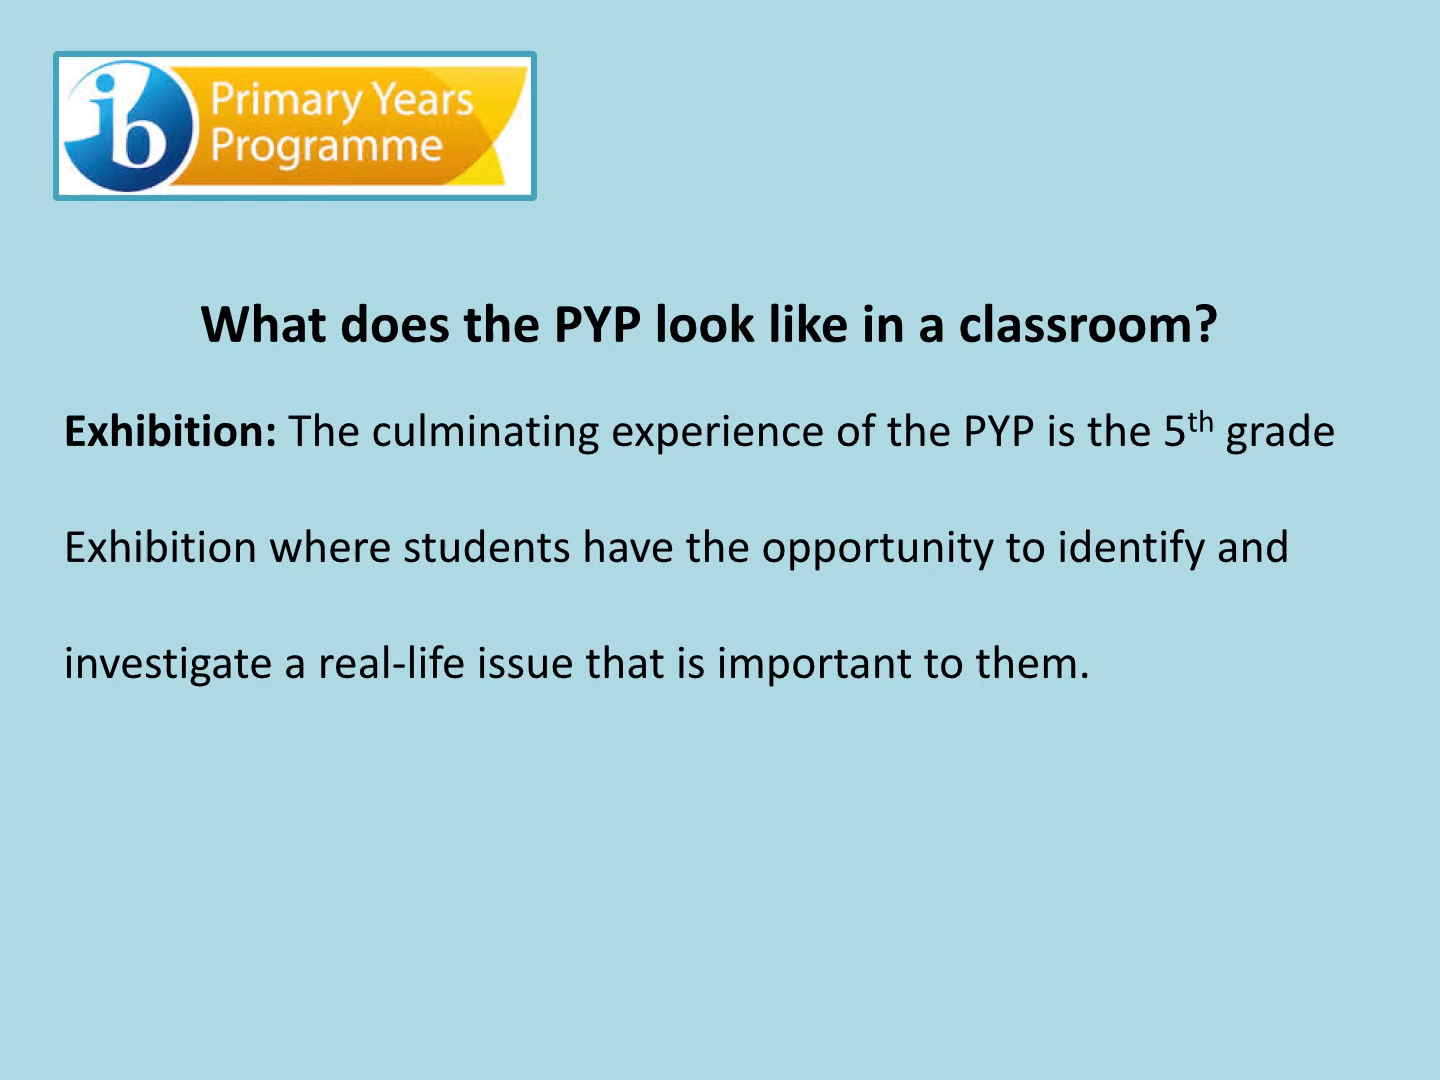 ib
Primary Years
Programme
What does the PYP look like in a classroom?
Exhibition: The culminating experience of the PYP is the 5th grade
Exhibition where students have the opportunity to identify and
investigate a real-life issue that is important to them.